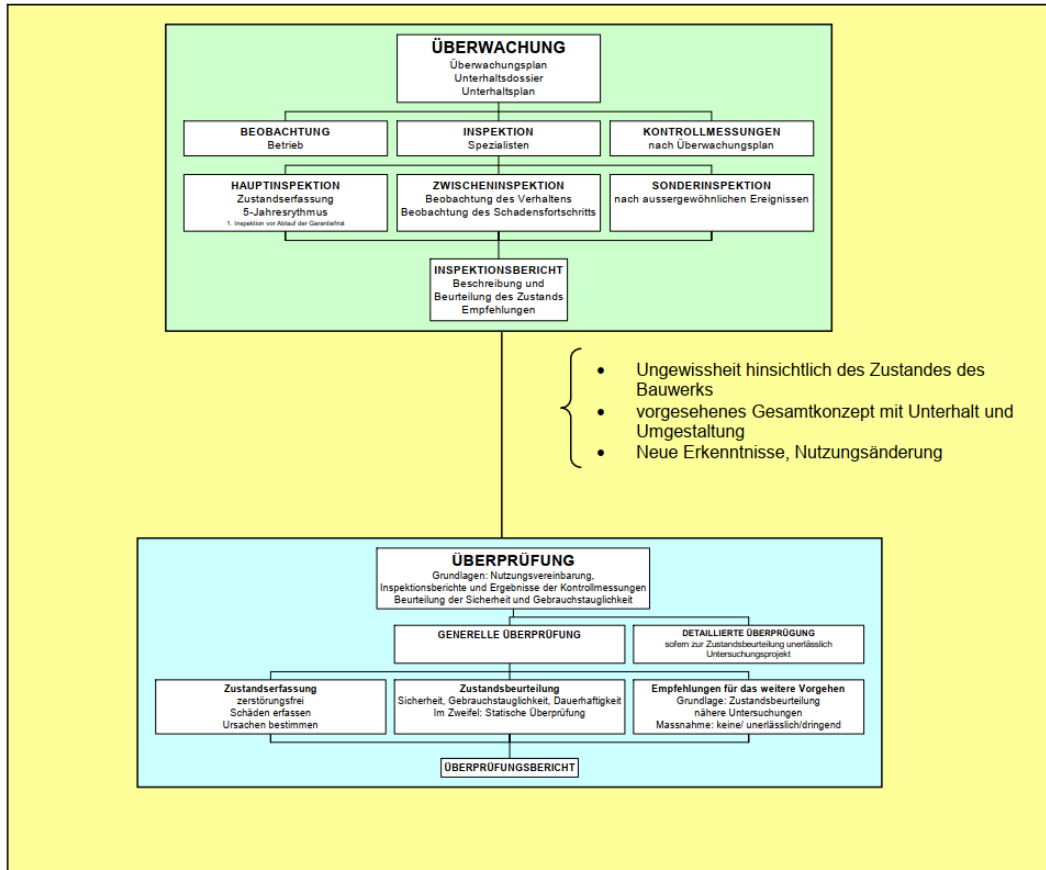 ÜBERWACHUNG
Überwachungsplan
Unterhaltsdossier
Unterhaltsplan
BEOBACHTUNG
Betrieb
INSPEKTION
Spezialisten
KONTROLLMESSUNGEN
nach Überwachungsplan
HAUPTINSPEKTION
Zustandserfassung
5-Jahresrythmus
1. Inspektion vor Ablauf der Garantiefrist
ZWISCHENINSPEKTION
Beobachtung des Verhaltens
Beobachtung des Schadensfortschritts
SONDERINSPEKTION
nach aussergewöhnlichen Ereignissen
INSPEKTIONSBERICHT
Beschreibung und
Beurteilung des Zustands
Empfehlungen
• Ungewissheit hinsichtlich des Zustandes des
Bauwerks
• vorgesehenes Gesamtkonzept mit Unterhalt und
Umgestaltung
• Neue Erkenntnisse, Nutzungsänderung
ÜBERPRÜFUNG
Grundlagen: Nutzungsvereinbarung,
Inspektionsberichte und Ergebnisse der Kontrollmessungen
Beurteilung der Sicherheit und Gebrauchstauglichkeit
GENERELLE ÜBERPRÜFUNG
DETAILLIERTE ÜBERPRÜGUNG
sofern zur Zustandsbeurteilung unerlässlich
Untersuchungsprojekt
Zustandserfassung
zerstörungsfrei
Schäden erfassen
Ursachen bestimmen
Zustandsbeurteilung
Sicherheit, Gebrauchstauglichkeit, Dauerhaftigkeit
Im Zweifel: Statische Überprüfung
Empfehlungen für das weitere Vorgehen
Grundlage: Zustandsbeurteilung
nähere Untersuchungen
Massnahme: keine/ unerlässlich/dringend
ÜBERPRÜFUNGSBERICHT